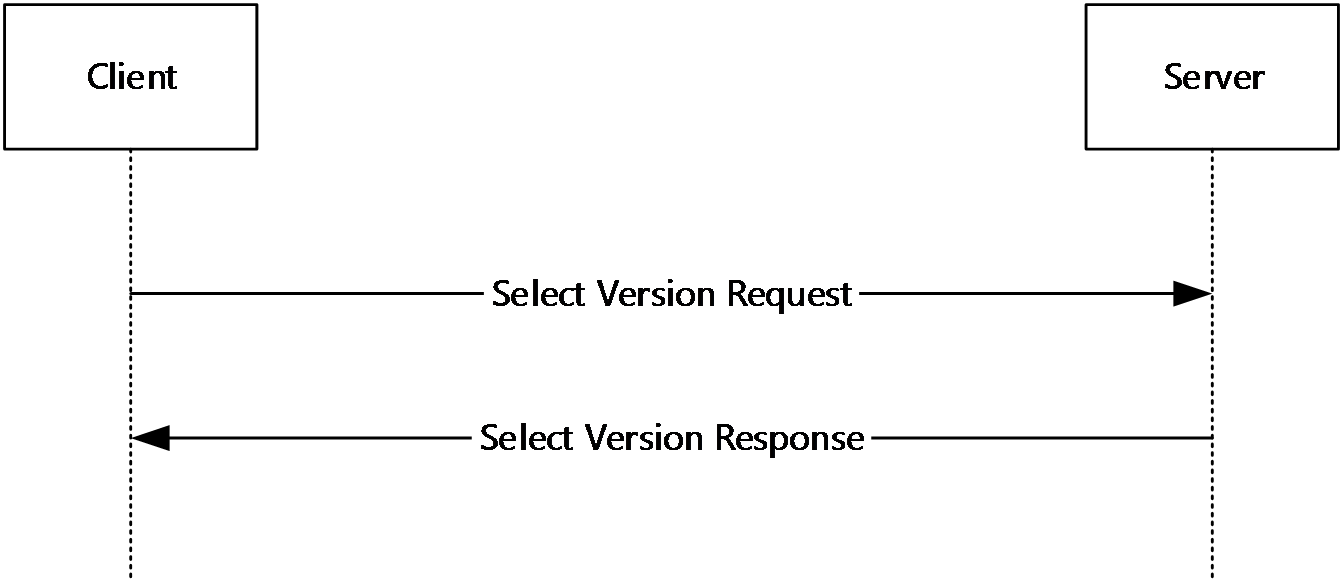 Client
Server
Select Version Request
Select Version Response